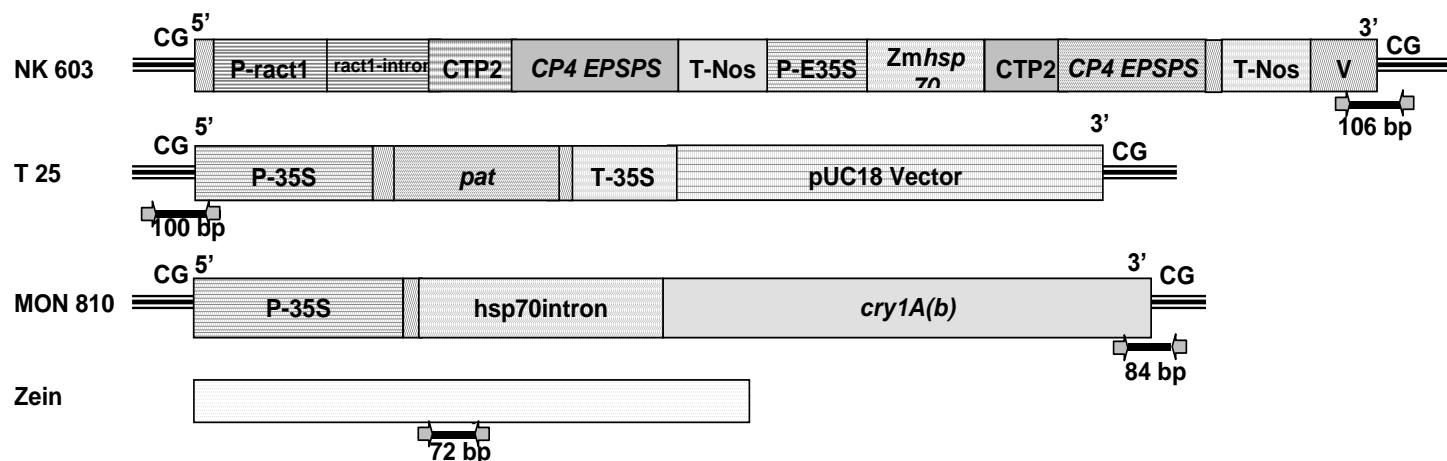 5’ 3’
CG CG
NK 603 P-ract1 ract1-intron CTP2 CP4 EPSPS T-Nos P-E35S Zmhsp 70 CTP2 CP4 EPSPS T-Nos V
106 bp
5’ 3’
CG CG
T 25 P-35S pat T-35S pUC18 Vector
100 bp
5’ 3’
CG CG
MON 810 P-35S hsp70intron cry1A(b)
84 bp
Zein
72 bp